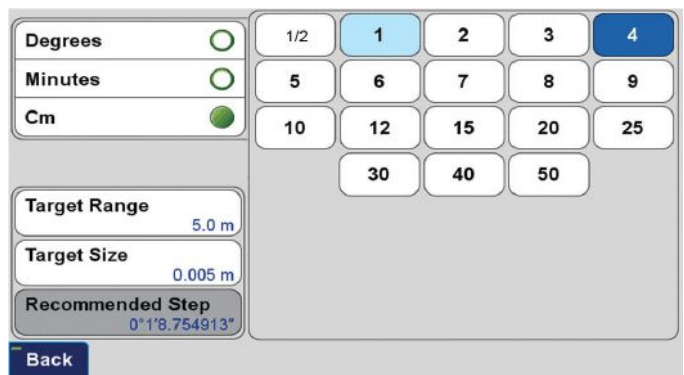 Degrees
Minutes
Cm
Target Range
5.0 m
Target Size
0.005 m
Recommended Step
0°1'8.754913"
1/2 1 2 3 4
5 6 7 8 9
10 12 15 20 25
30 40 50
Back